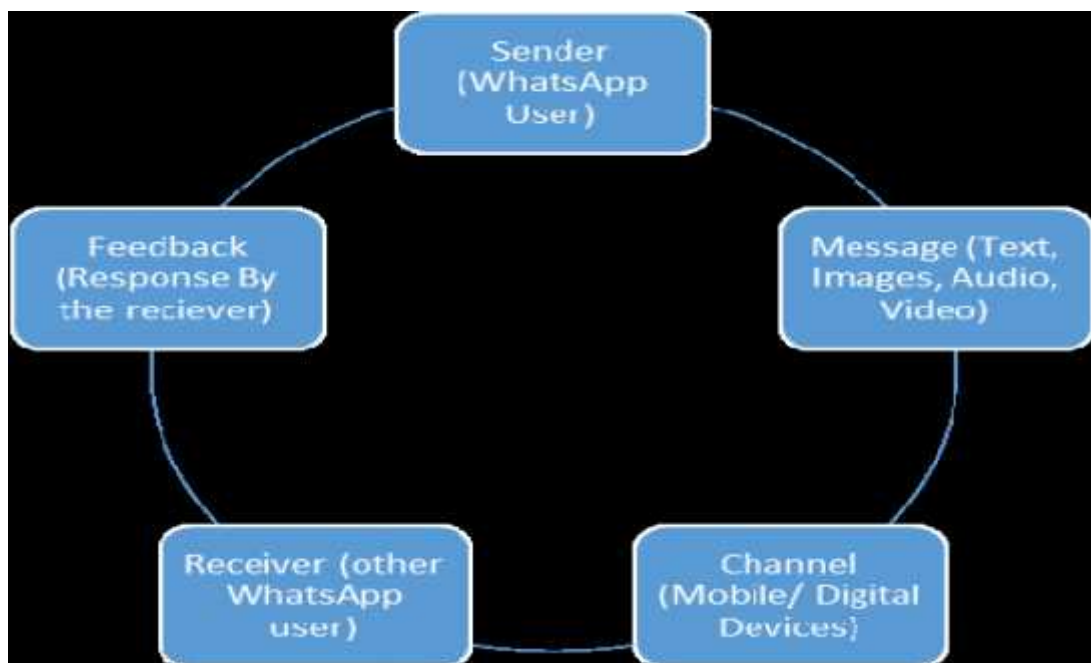 Sender
(WhatsApp
User)
Message (Text,
Images, Audio,
Video)
Channel
(Mobile/ Digital
Devices)
Receiver (other
WhatsApp
user)
Feedback
(Response By
the reciever)